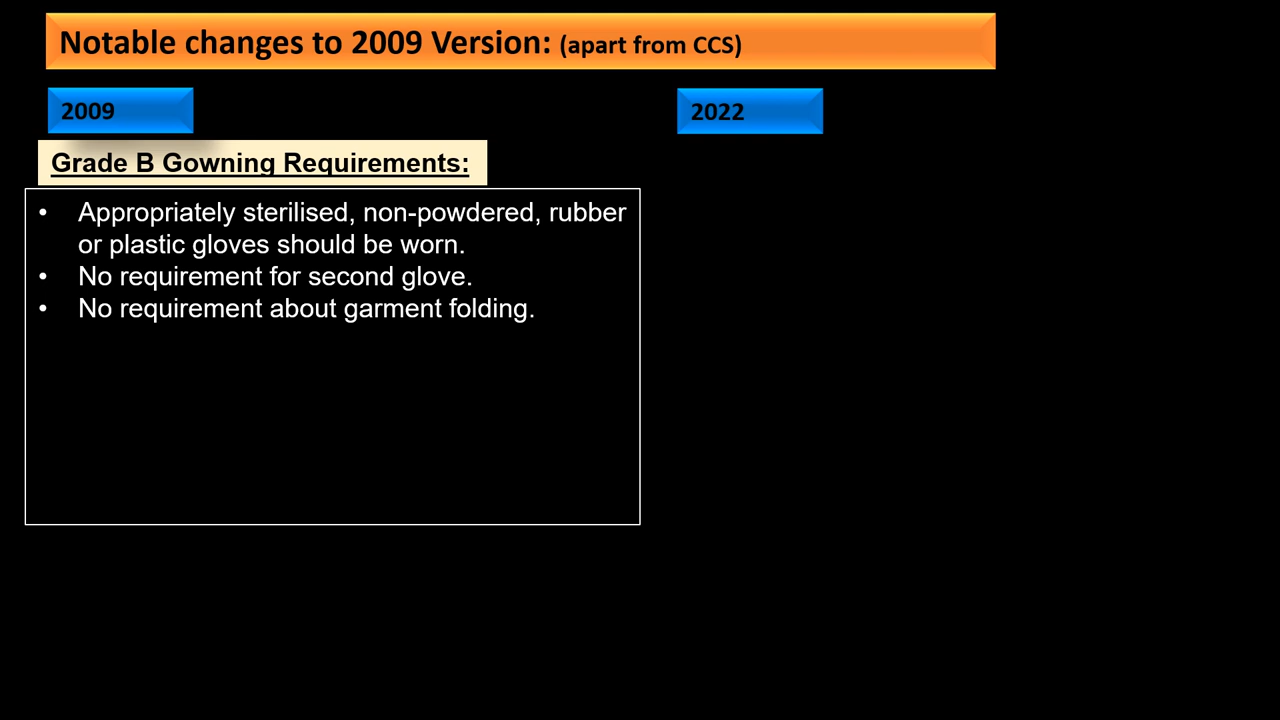 Notable changes to 2009 Version: (apart from CCS)
2009
2022
Grade B Gowning Requirements:
• Appropriately sterilised, non-powdered, rubber
or plastic gloves should be worn.
• No requirement for second glove.
• No requirement about garment folding.